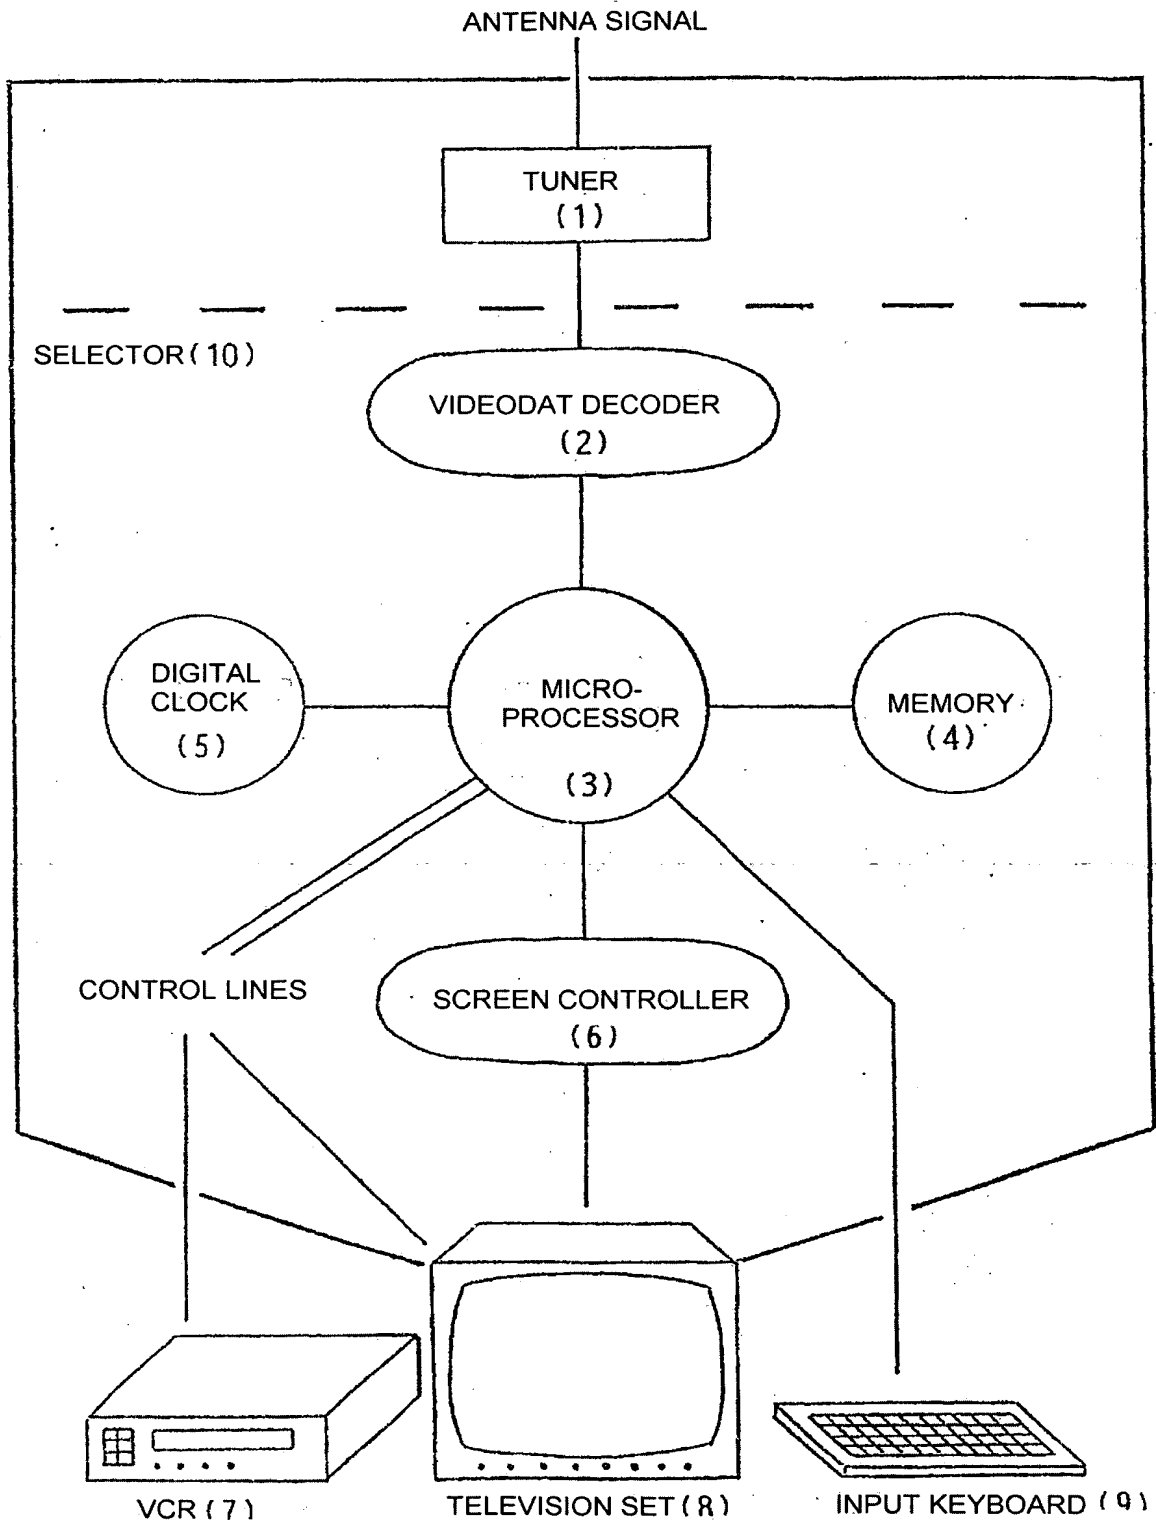 ANTENNA SIGNAL
TUNER
(1)
SELECTOR(10)
VIDEODAT DECODER
(2)
DIGITAL
CLOCK
(5)
MICRO-
PROCESSOR
(3)
MEMORY
(4)
CONTROL LINES
SCREEN CONTROLLER
(6)
VCR (7)
TELEVISION SET(8)
INPUT KEYBOARD (9)